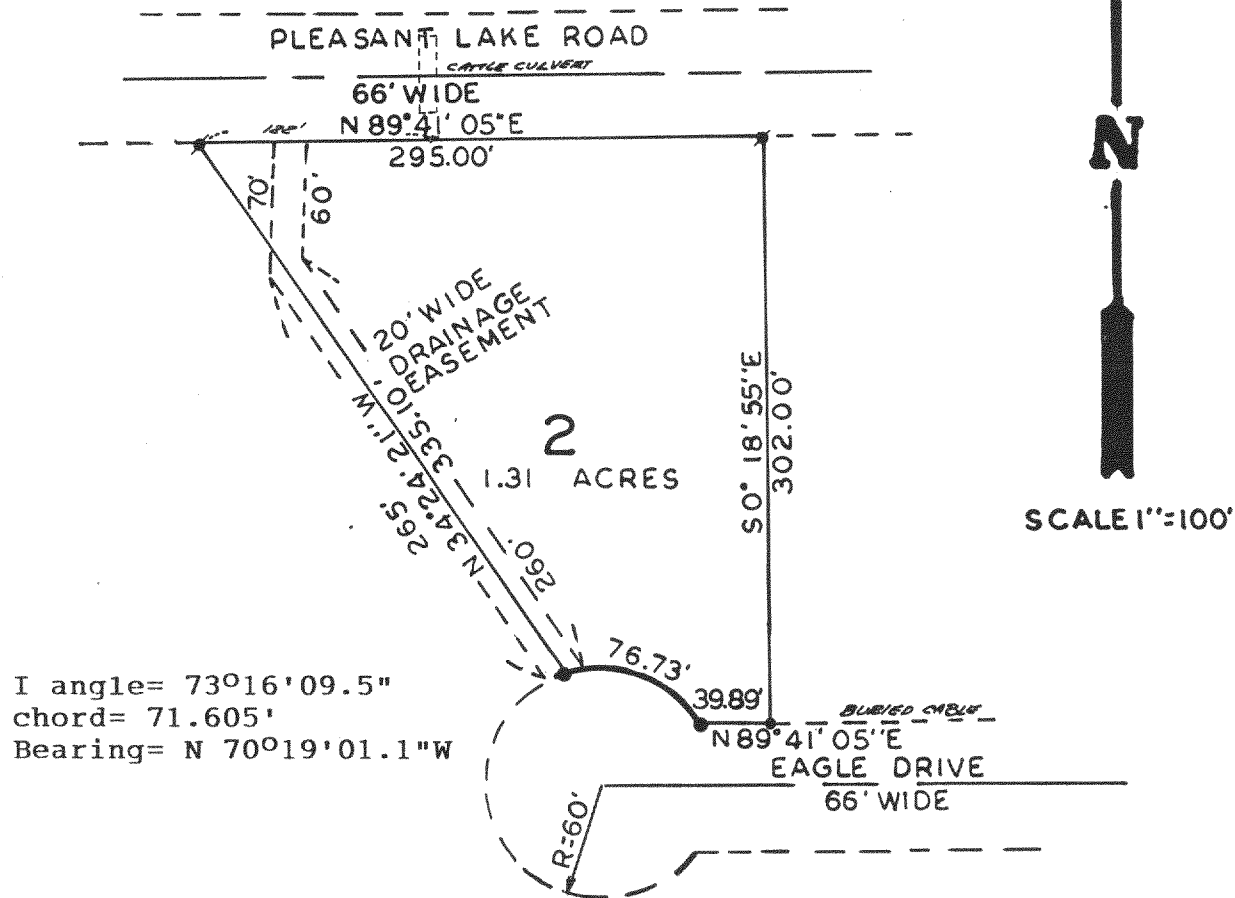 PLEASANT LAKE ROAD
CATTLE CULVERT
66' WIDE
N 89°41' 05"E
295.00'
70'
60'
N
20' WIDE
DRAINAGE
EASEMENT
335.10'
N 34°24' 21" W
265'
260'
2
1.31 ACRES
S 0° 18' 55"E
302.00'
SCALE 1"=100'
76.73'
39.89'
BURIED CABLE
N 89°41' 05"E
EAGLE DRIVE
66' WIDE
R=60'
I angle= 73°16'09.5"
chord= 71.605'
Bearing= N 70°19'01.1"W